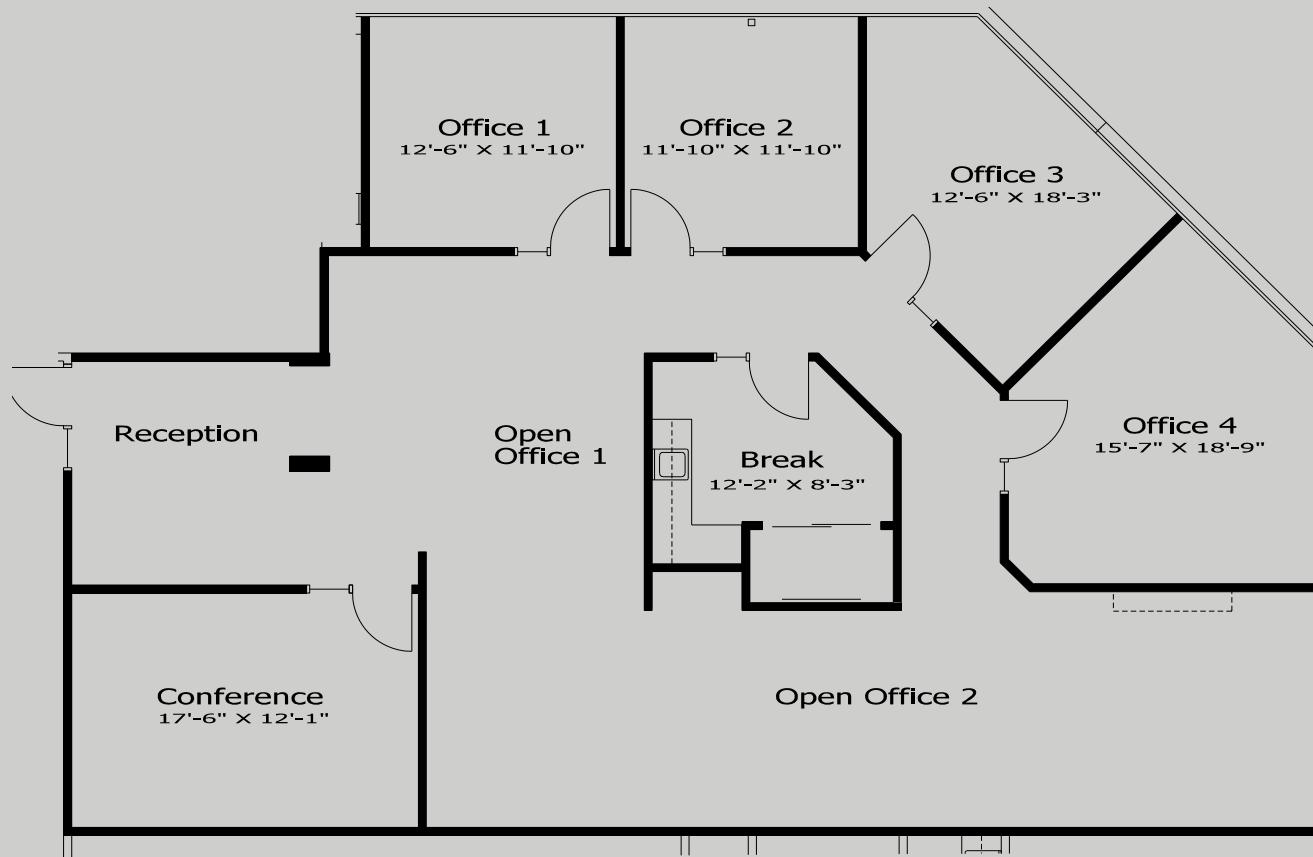 Office 1
12'-6" X 11'-10"
Office 2
11'-10" X 11'-10"
Office 3
12'-6" X 18'-3"
Reception
Open
Office 1
Break
12'-2" X 8'-3"
Office 4
15'-7" X 18'-9"
Conference
17'-6" X 12'-1"
Open Office 2